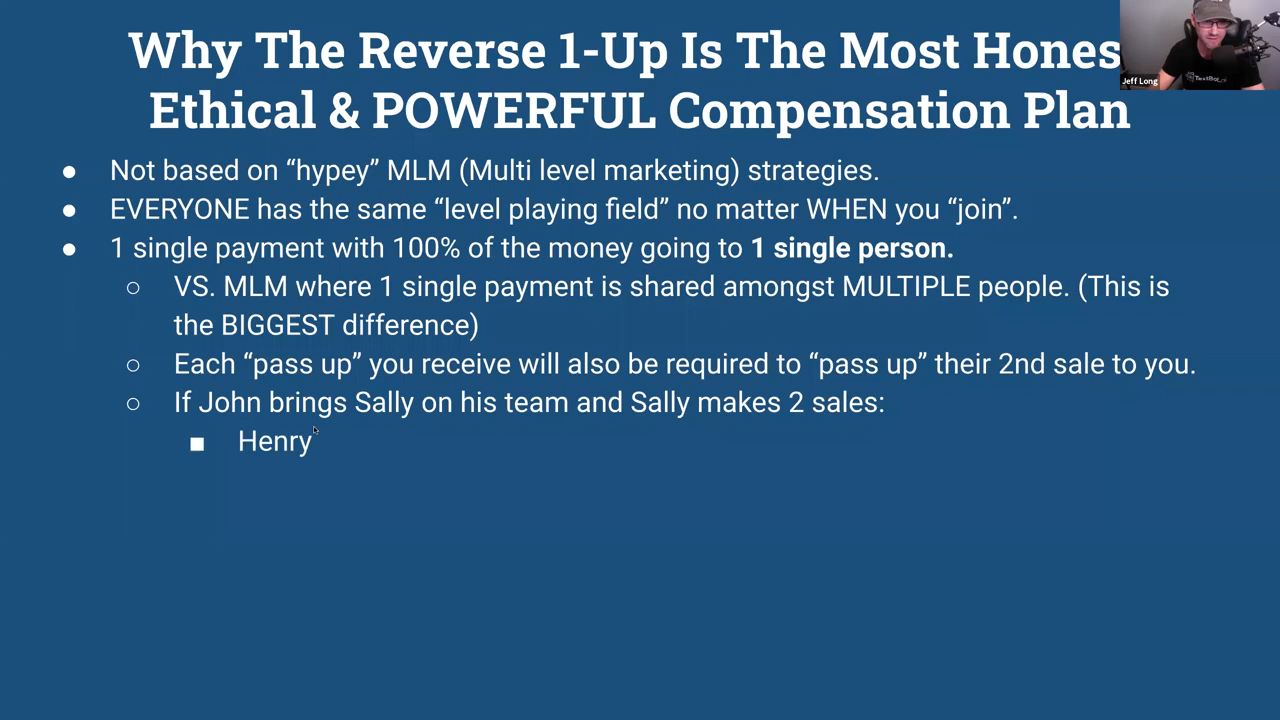 Why The Reverse 1-Up Is The Most Hones
Ethical & POWERFUL Compensation Plan
Jeff Long
● Not based on “hypey” MLM (Multi level marketing) strategies.
● EVERYONE has the same “level playing field” no matter WHEN you “join”.
● 1 single payment with 100% of the money going to 1 single person.
○ VS. MLM where 1 single payment is shared amongst MULTIPLE people. (This is
the BIGGEST difference)
○ Each “pass up” you receive will also be required to “pass up” their 2nd sale to you.
○ If John brings Sally on his team and Sally makes 2 sales:
■ Henry